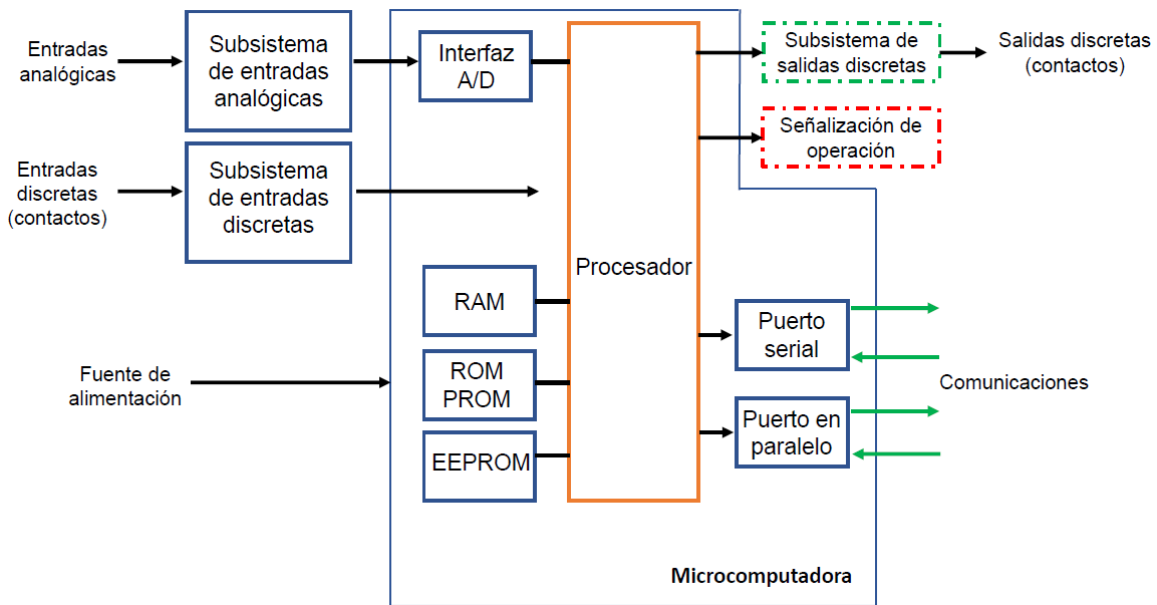 Entradas
analógicas
Subsistema
de entradas
analógicas
Interfaz
A/D
Subsistema de
salidas discretas
Salidas discretas
(contactos)
Señalización de
operación
Entradas
discretas
(contactos)
Subsistema
de entradas
discretas
Procesador
RAM
ROM
PROM
EEPROM
Fuente de
alimentación
Puerto
serial
Puerto en
paralelo
Comunicaciones
Microcomputadora